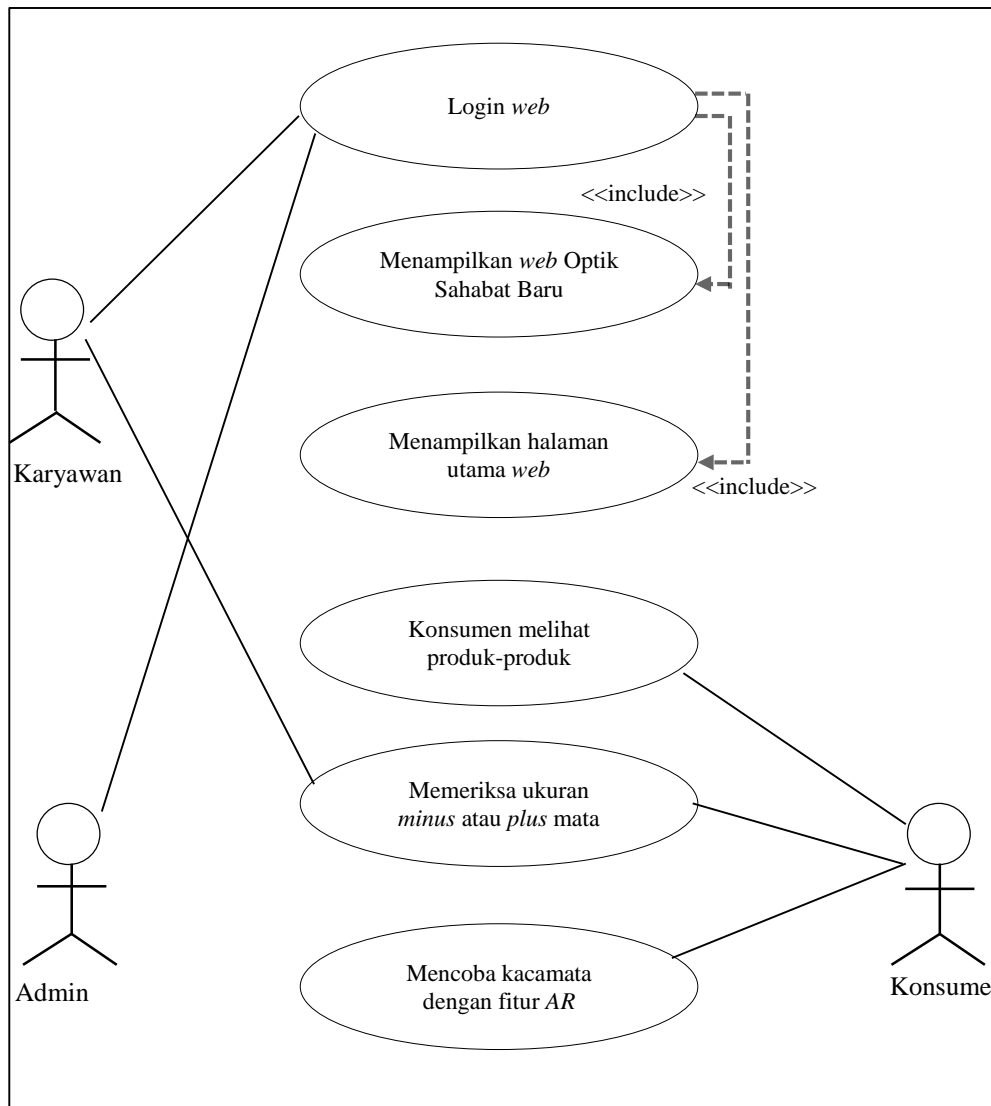 Login web
<<include>>
Menampilkan web Optik
Sahabat Baru
Menampilkan halaman
utama web
<<include>>
Karyawan
Konsumen melihat
produk-produk
Memeriksa ukuran
minus atau plus mata
Mencoba kacamata
dengan fitur AR
Admin
Konsume